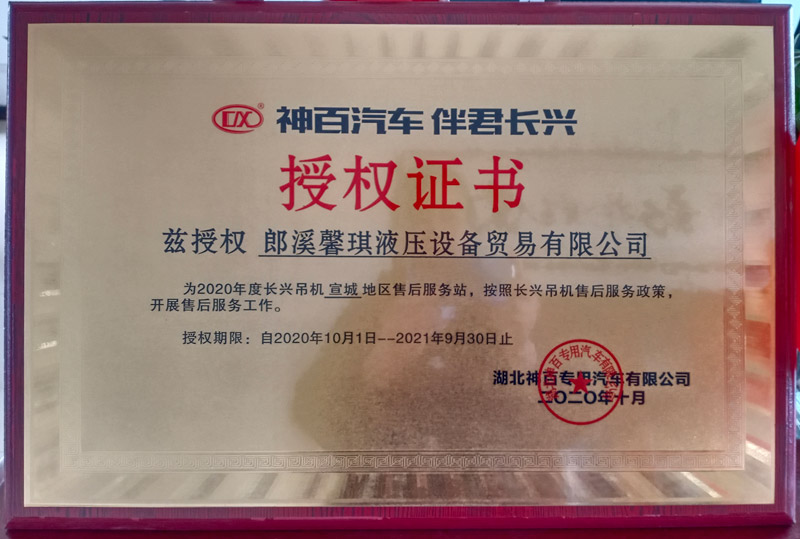 CJX® 神百汽车 伴君长兴
授权证书
兹授权 郎溪馨琪液压设备贸易有限公司
为2020年度长兴吊机宣城地区售后服务站，按照长兴吊机售后服务政策，
开展售后服务工作。
授权期限：自2020年10月1日--2021年9月30日止
湖北神百专用汽车有限公司
二〇二〇年十月